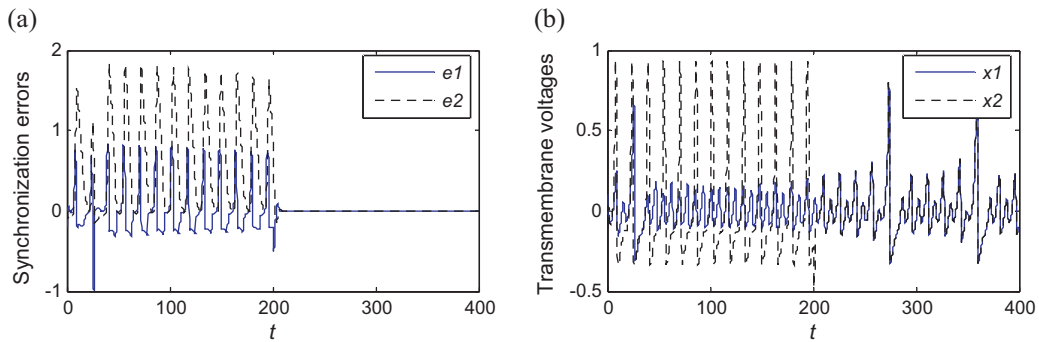 (a)
Synchronization errors
2
1
0
-1
0
100
200
300
400
t
e1
e2
(b)
Transmembrane voltages
1
0.5
0
-0.5
0
100
200
300
400
t
x1
x2